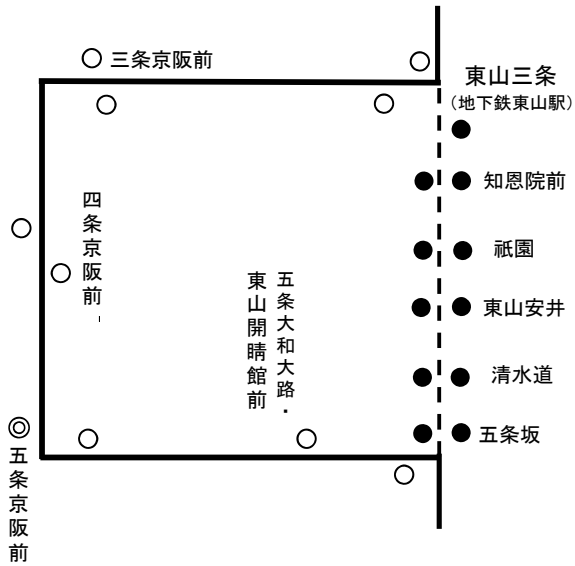 三条京阪前
東山三条
(地下鉄東山駅)
知恩院前
祇園
東山安井
清水道
五条坂
四条京阪前
五条大和大路・
東山開睛館前
五条京阪前